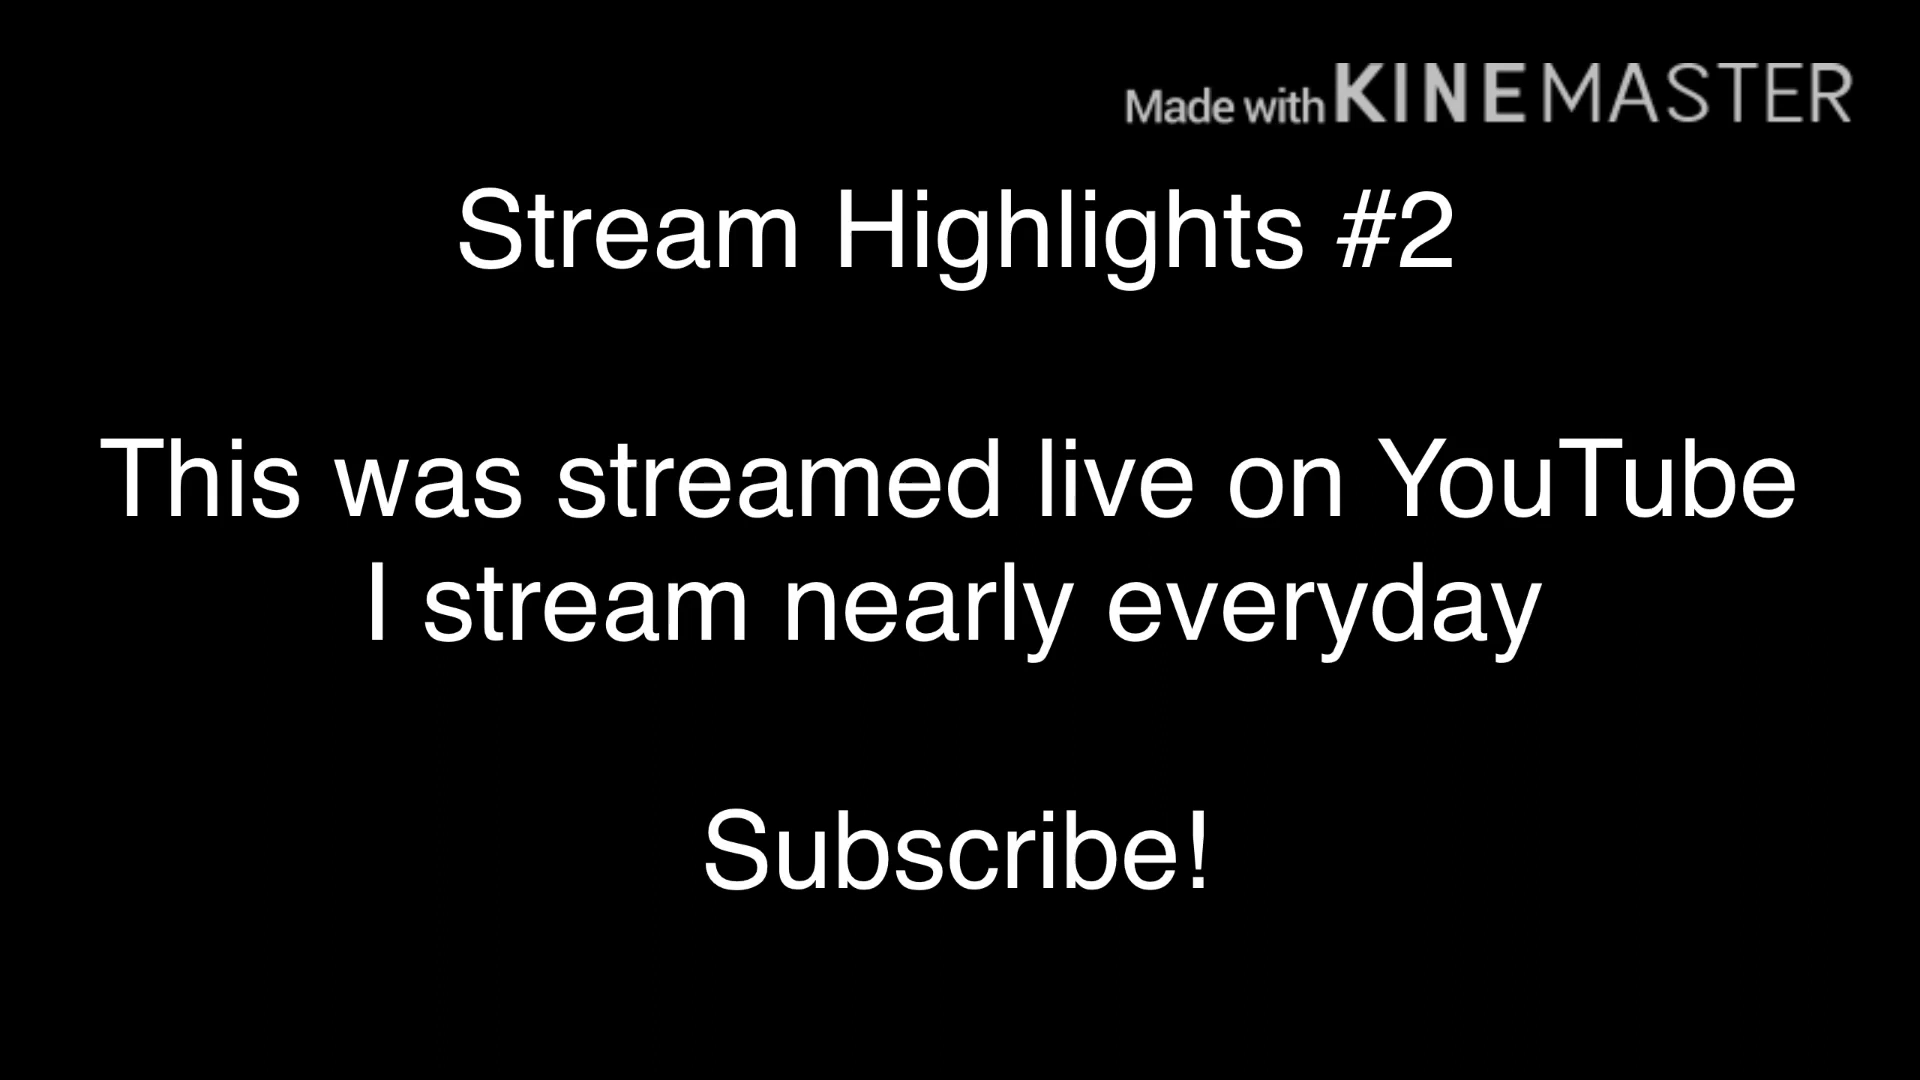 Made with KINEMASTER
Stream Highlights #2
This was streamed live on YouTube
I stream nearly everyday
Subscribe!